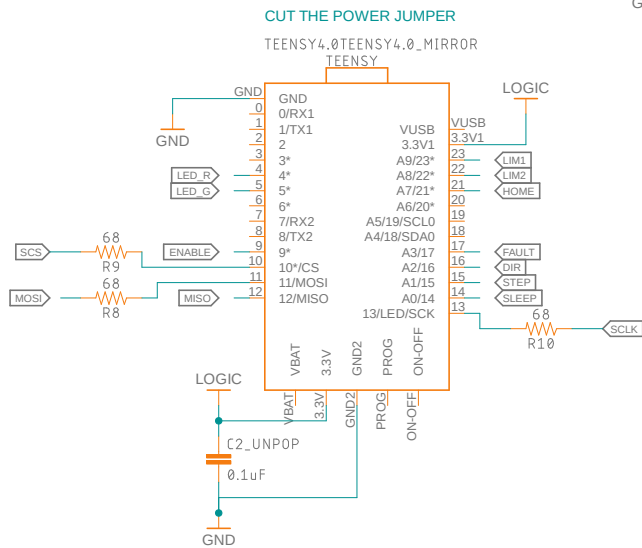 G
CUT THE POWER JUMPER
TEENSY4.0TEENSY4.0_MIRROR
TEENSY
LOGIC
GND GND
0 0/RX1
1 1/TX1 VUSB VUSB
2 2 3.3V1 3.3V1
GND
3 3* A9/23* 23 LIM1
LED_R 4 4* A8/22* 22 LIM2
LED_G 5 5* A7/21* 21 HOME
6 6* A6/20* 20
7 7/RX2 A5/19/SCL0 19
8 8/TX2 A4/18/SDA0 18
SCS 68 R9 ENABLE 9 9* A3/17 17 FAULT
10 10*/CS A2/16 16 DIR
11 11/MOSI A1/15 15 STEP
MOSI 68 R8 MISO 12 12/MISO A0/14 14 SLEEP
13/LED/SCK 13
68 R10 SCLK
VBAT 3.3V GND2 PROG ON-OFF
LOGIC
VBAT 3.3V GND2 PROG ON-OFF
C2_UNPOP
0.1uF
GND